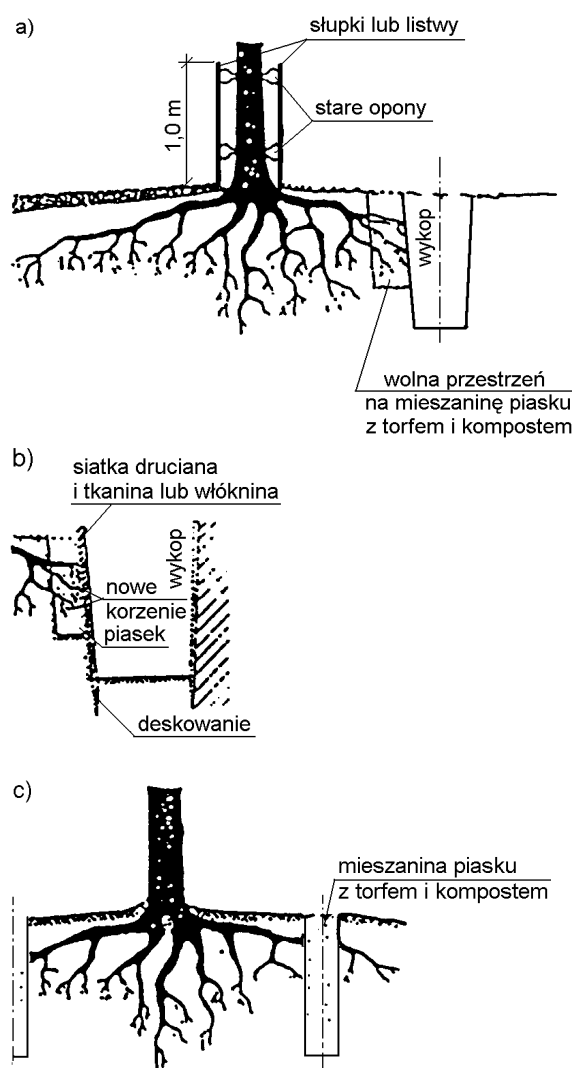 a)
słupki lub listwy
stare opony
1,0 m
wykop
wolna przestrzeń
na mieszaninę piasku
z torfem i kompostem
b)
siatka druciana
i tkanina lub włóknina
wykop
nowe
korzenie
piasek
deskowanie
c)
mieszanina piasku
z torfem i kompostem